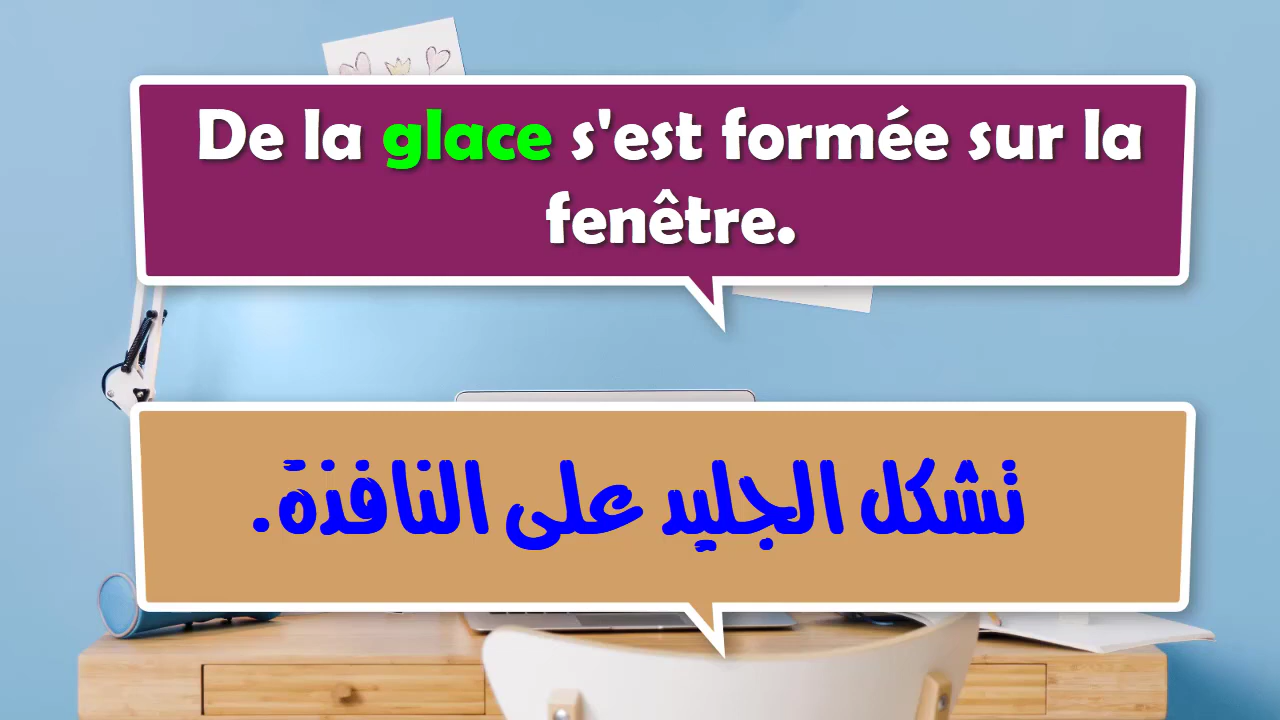 De la glace s'est formée sur la
fenêtre.
تشكل الجليد على النافذة.